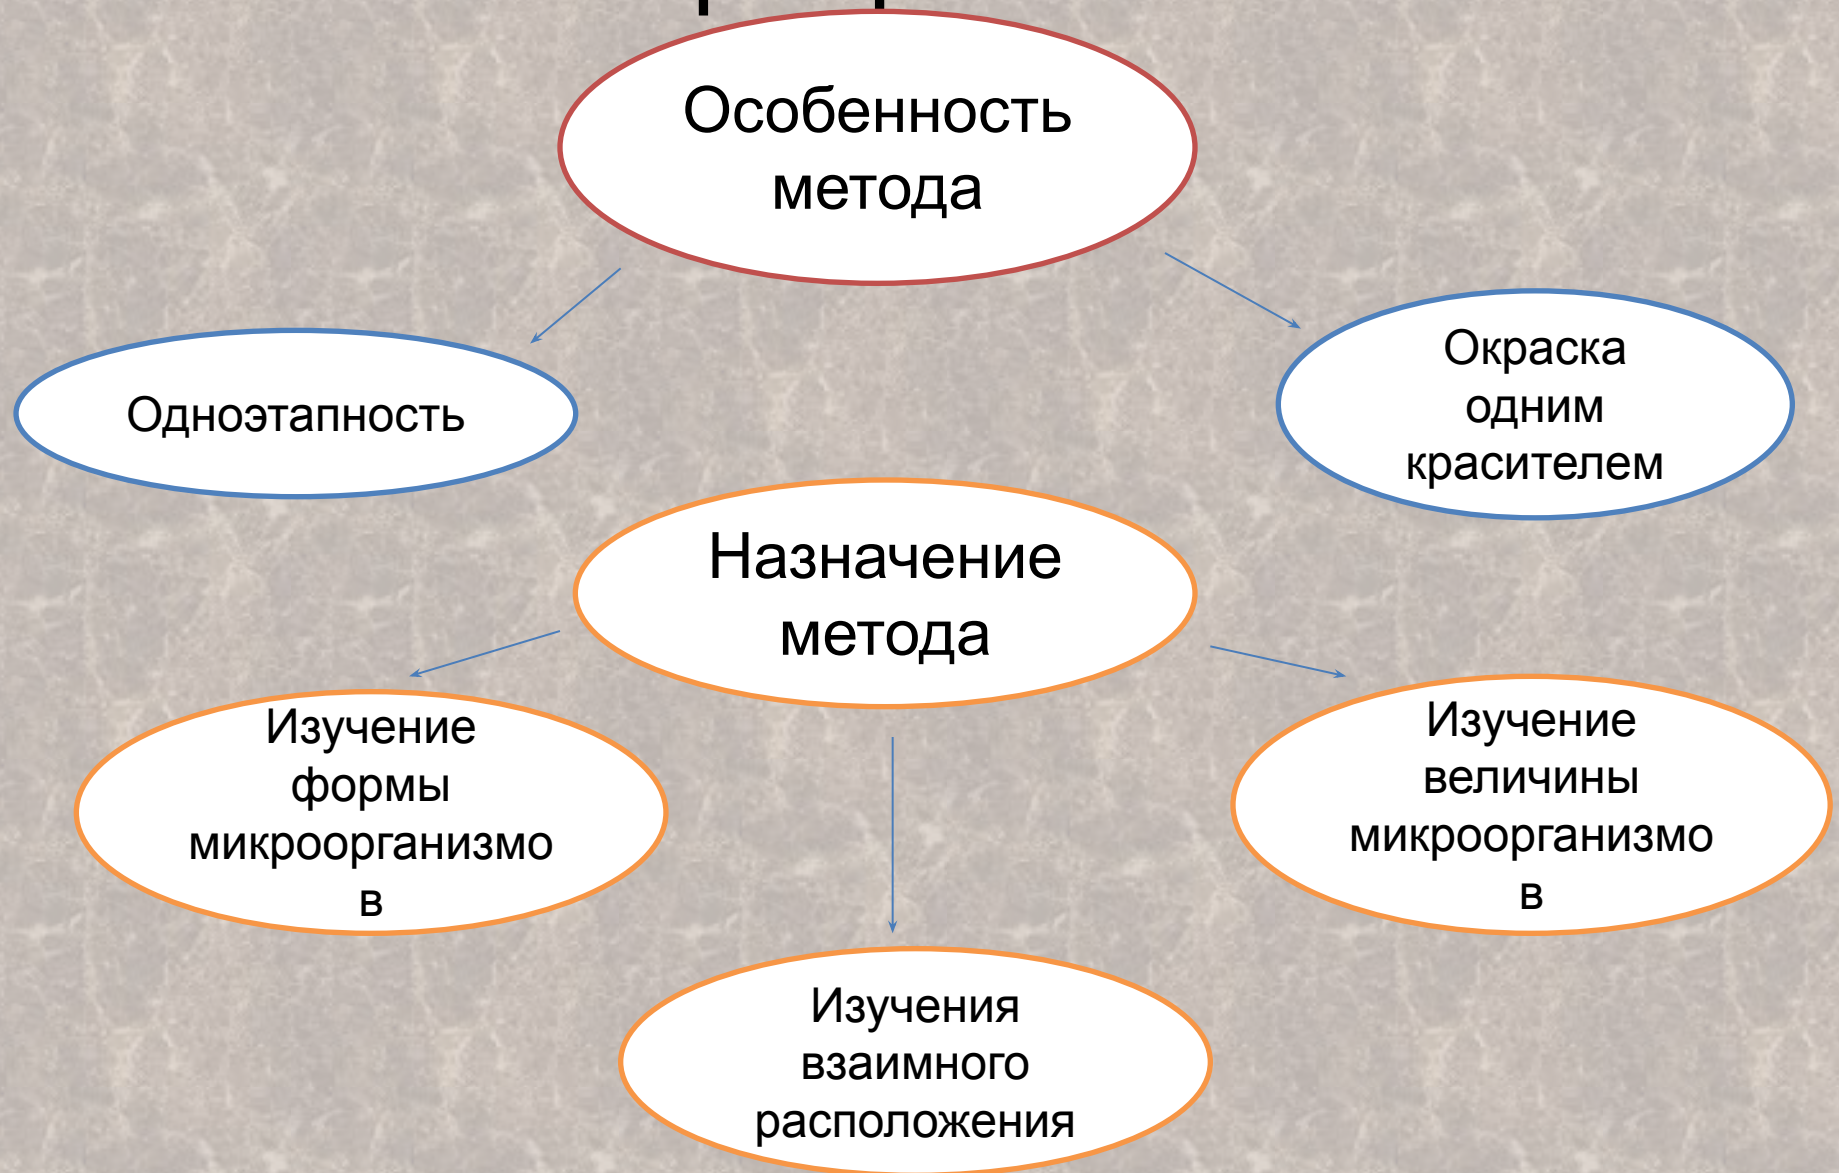 Особенность
метода
Одноэтапность
Окраска
одним
красителем
Назначение
метода
Изучение
формы
микроорганизмо
в
Изучение
величины
микроорганизмо
в
Изучения
взаимного
расположения